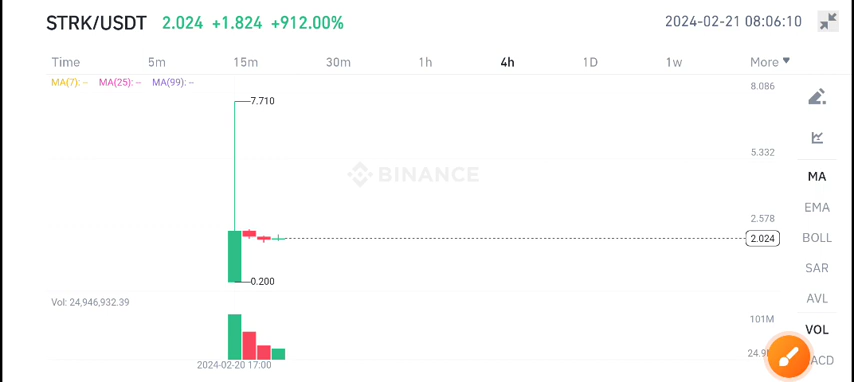 STRK/USDT 2.024 +1.824 +912.00% 2024-02-21 08:06:10
Time 5m 15m 30m 1h 4h 1D 1w More
MA(7): -- MA(25): -- MA(99): --
8.086
7.710
5.332
BINANCE
MA
EMA
2.578
2.024
BOLL
SAR
0.200
AVL
Vol: 24,946,932.39
101M
VOL
24.9
2024-02-20 17:00